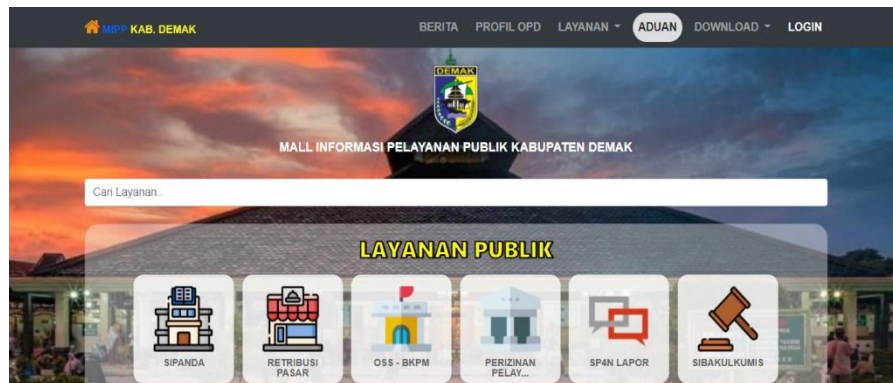 MIPP KAB. DEMAK
BERITA PROFIL OPD LAYANAN ADUAN DOWNLOAD LOGIN
DEMAK
MALL INFORMASI PELAYANAN PUBLIK KABUPATEN DEMAK
Cari Layanan..
LAYANAN PUBLIK
SIPANDA
RETRIBUSI
PASAR
OSS - BKPM
PERIZINAN
PELAY...
SP4N LAPOR
SIBAKULKUMIS